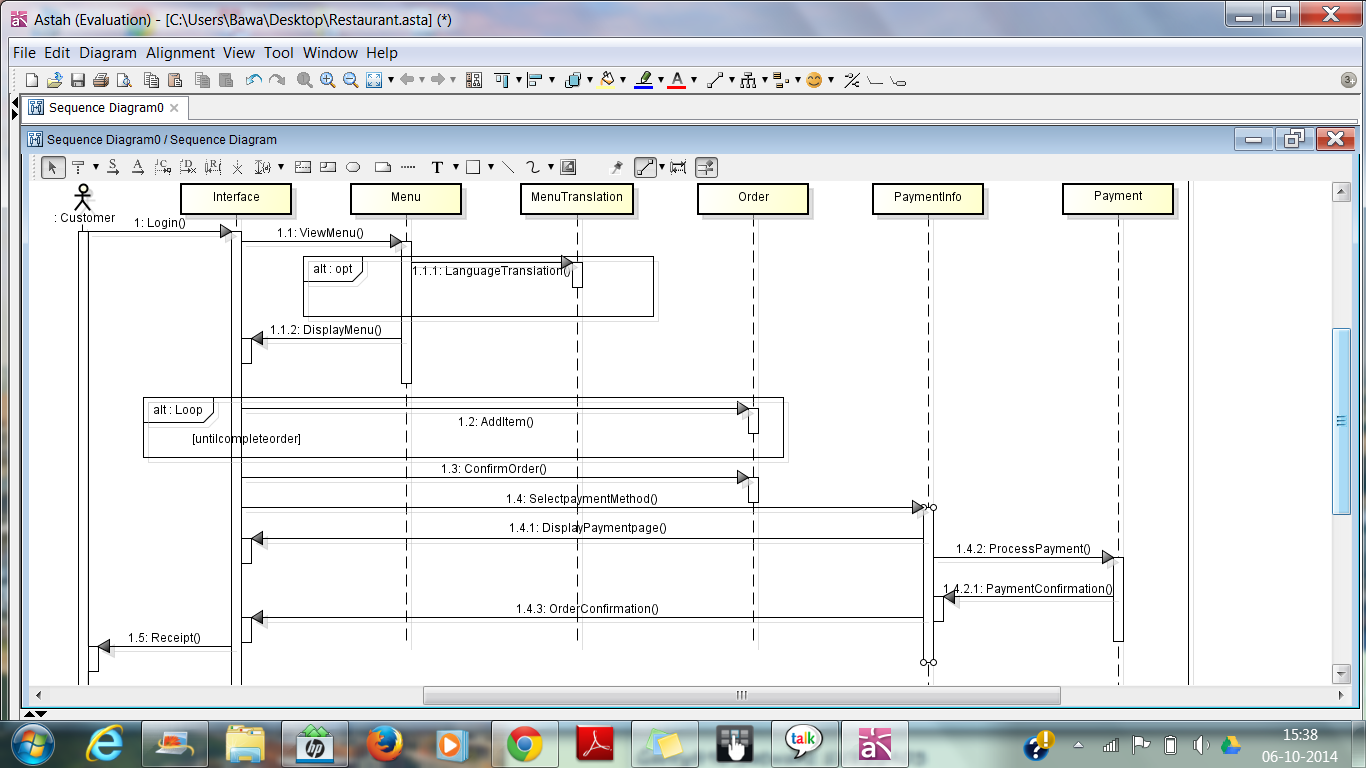 Astah (Evaluation) - [C:\Users\Bawa\Desktop\Restaurant.asta] (*)
File Edit Diagram Alignment View Tool Window Help
Sequence Diagram0
Sequence Diagram0 / Sequence Diagram
: Customer
Interface
Menu
MenuTranslation
Order
PaymentInfo
Payment
1: Login()
1.1: ViewMenu()
alt : opt
1.1.1: LanguageTranslation()
1.1.2: DisplayMenu()
alt : Loop
1.2: AddItem()
[untilcompleteorder]
1.3: ConfirmOrder()
1.4: SelectpaymentMethod()
1.4.1: DisplayPaymentpage()
1.4.2: ProcessPayment()
1.4.2.1: PaymentConfirmation()
1.4.3: OrderConfirmation()
1.5: Receipt()
hp
talk
15:38
06-10-2014